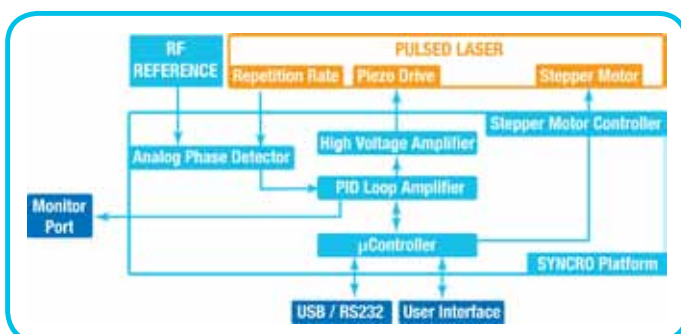 RF
REFERENCE
PULSED LASER
Repetition Rate
Piezo Drive
Stepper Motor
Stepper Motor Controller
High Voltage Amplifier
Analog Phase Detector
PID Loop Amplifier
Monitor
Port
µController
SYNCRO Platform
USB / RS232
User Interface